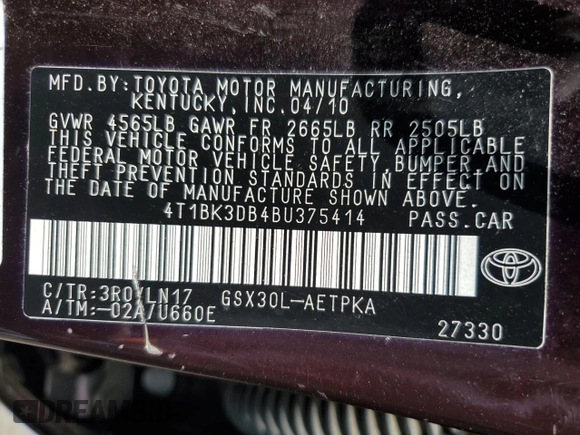 MFD.BY:TOYOTA MOTOR MANUFACTURING,
KENTUCKY,INC.04/10
GVWR 4565LB GAWR FR 2665LB RR 2505LB
THIS VEHICLE CONFORMS TO ALL APPLICABLE
FEDERAL MOTOR VEHICLE SAFETY,BUMPER AND
THEFT PREVENTION STANDARDS IN EFFECT ON
THE DATE OF MANUFACTURE SHOWN ABOVE.
4T1BK3DB4BU375414 PASS.CAR
C/TR:3R0/LN17 GSX30L-AETPKA
A/TM:-02A/U660E
27330